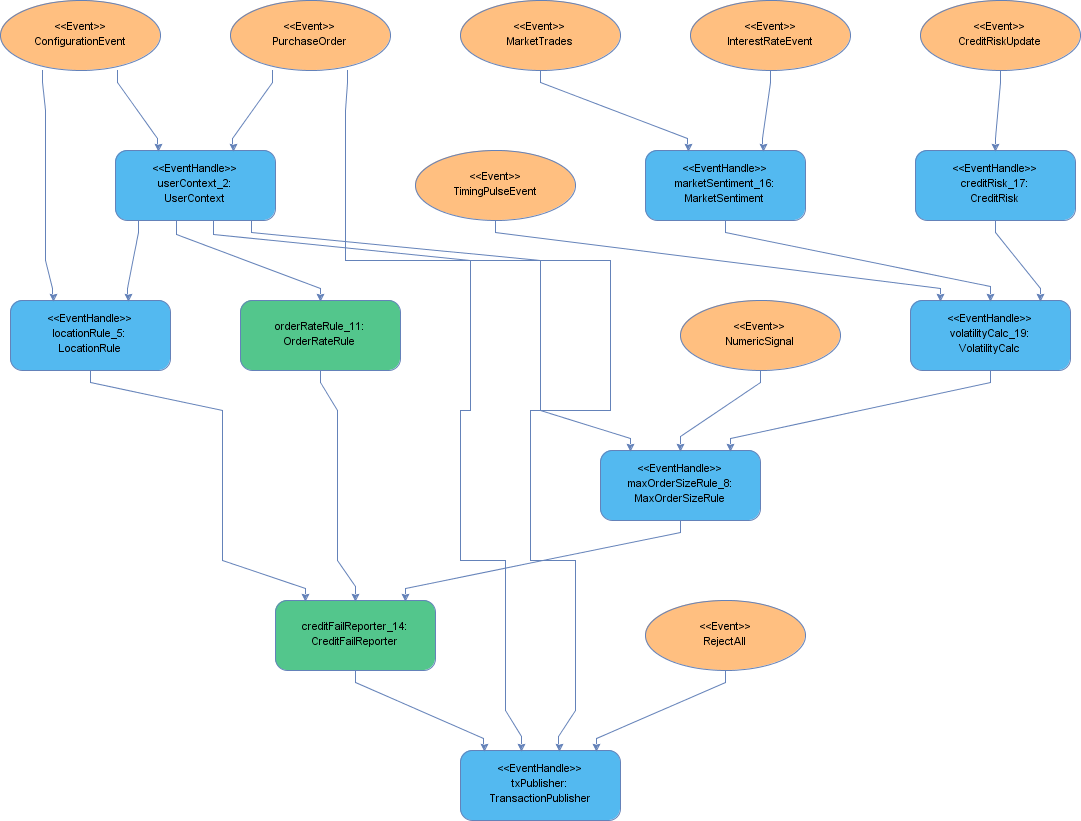 <<Event>>
ConfigurationEvent
<<Event>>
PurchaseOrder
<<Event>>
MarketTrades
<<Event>>
InterestRateEvent
<<Event>>
CreditRiskUpdate
<<EventHandle>>
userContext_2:
UserContext
<<Event>>
TimingPulseEvent
<<EventHandle>>
marketSentiment_16:
MarketSentiment
<<EventHandle>>
creditRisk_17:
CreditRisk
<<EventHandle>>
locationRule_5:
LocationRule
orderRateRule_11:
OrderRateRule
<<Event>>
NumericSignal
<<EventHandle>>
volatilityCalc_19:
VolatilityCalc
<<EventHandle>>
maxOrderSizeRule_8:
MaxOrderSizeRule
creditFailReporter_14:
CreditFailReporter
<<Event>>
RejectAll
<<EventHandle>>
txPublisher:
TransactionPublisher